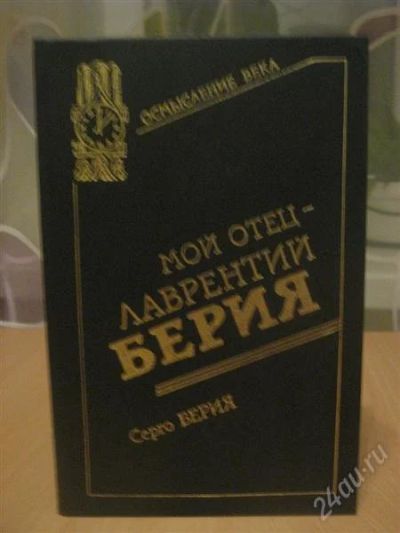 ОСМЫСЛЕНИЕ ВЕКА
МОЙ ОТЕЦ -
ЛАВРЕНТИЙ
БЕРИЯ
Серго БЕРИЯ
24au.ru